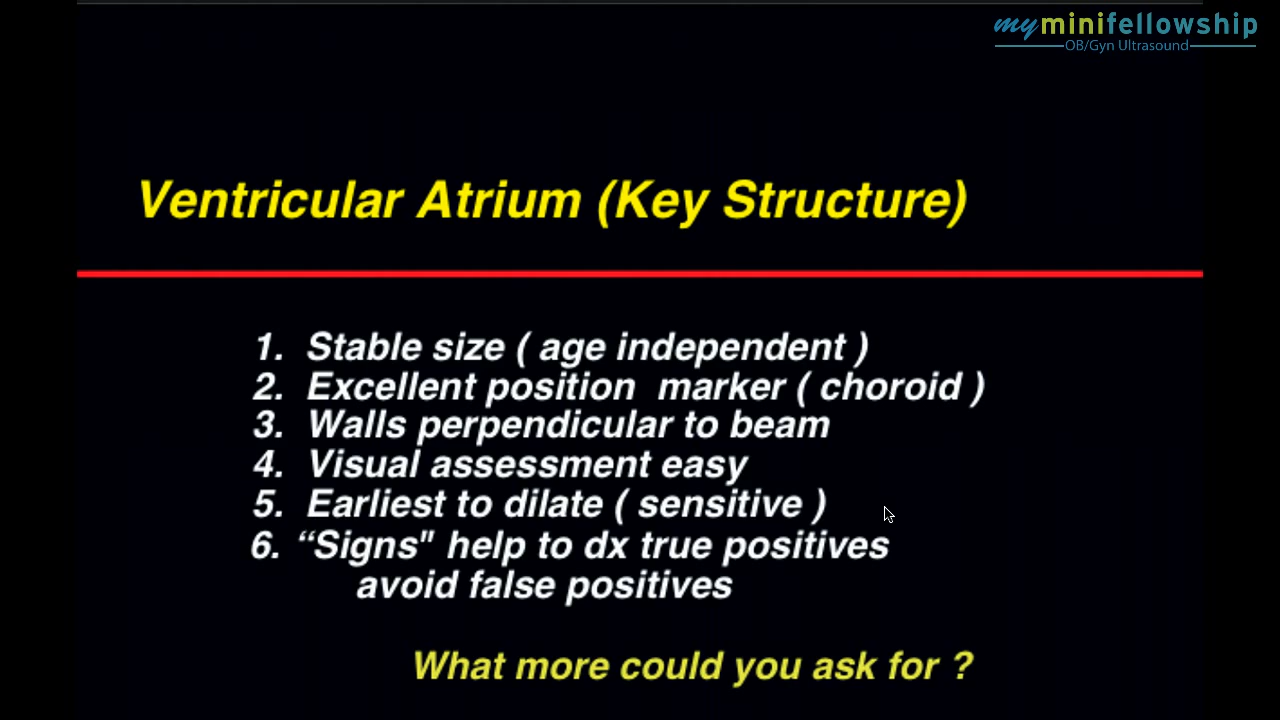 myminifellowship
OB/Gyn Ultrasound
Ventricular Atrium (Key Structure)
1. Stable size ( age independent )
2. Excellent position marker ( choroid )
3. Walls perpendicular to beam
4. Visual assessment easy
5. Earliest to dilate ( sensitive )
6. “Signs" help to dx true positives
avoid false positives
What more could you ask for ?